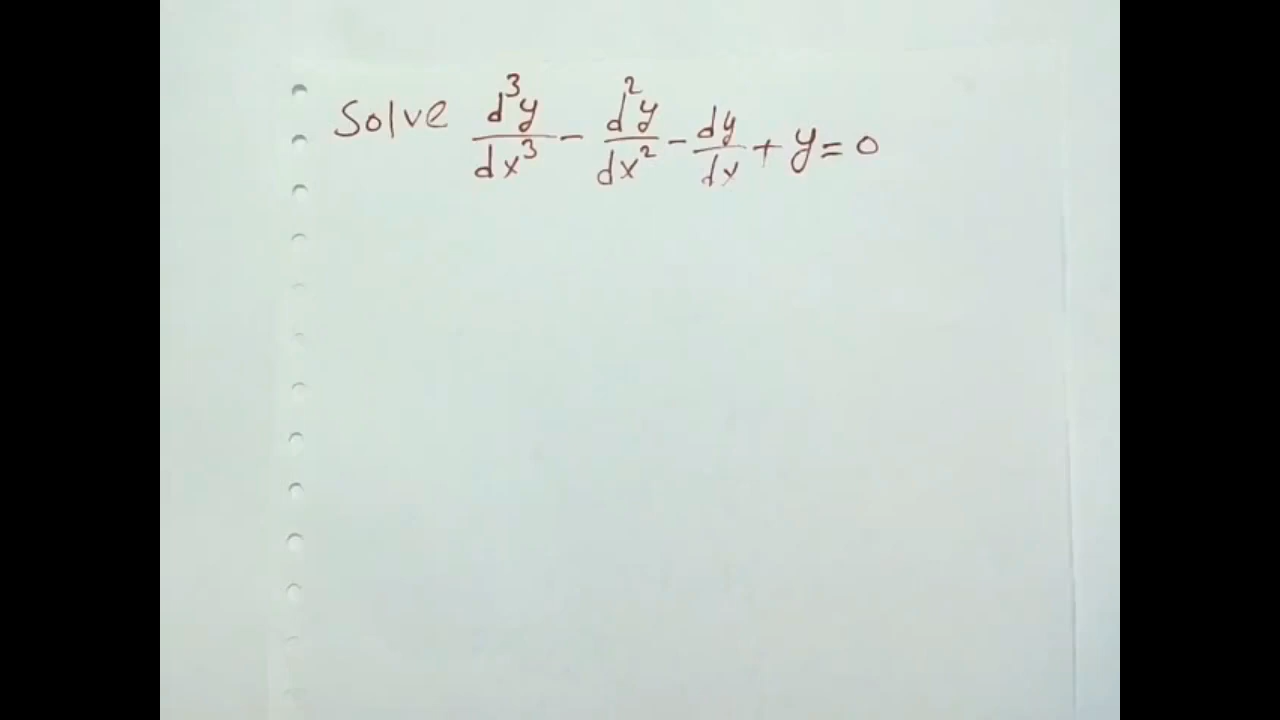 Solve d³y/dx³ - d²y/dx² - dy/dx + y = 0